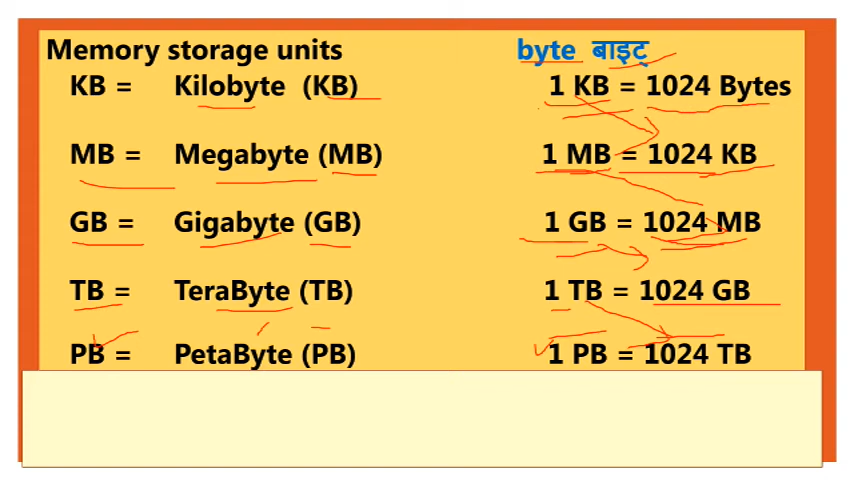 Memory storage units byte बाइट्
KB = Kilobyte (KB) 1 KB = 1024 Bytes
MB = Megabyte (MB) 1 MB = 1024 KB
GB = Gigabyte (GB) 1 GB = 1024 MB
TB = TeraByte (TB) 1 TB = 1024 GB
PB = PetaByte (PB) 1 PB = 1024 TB